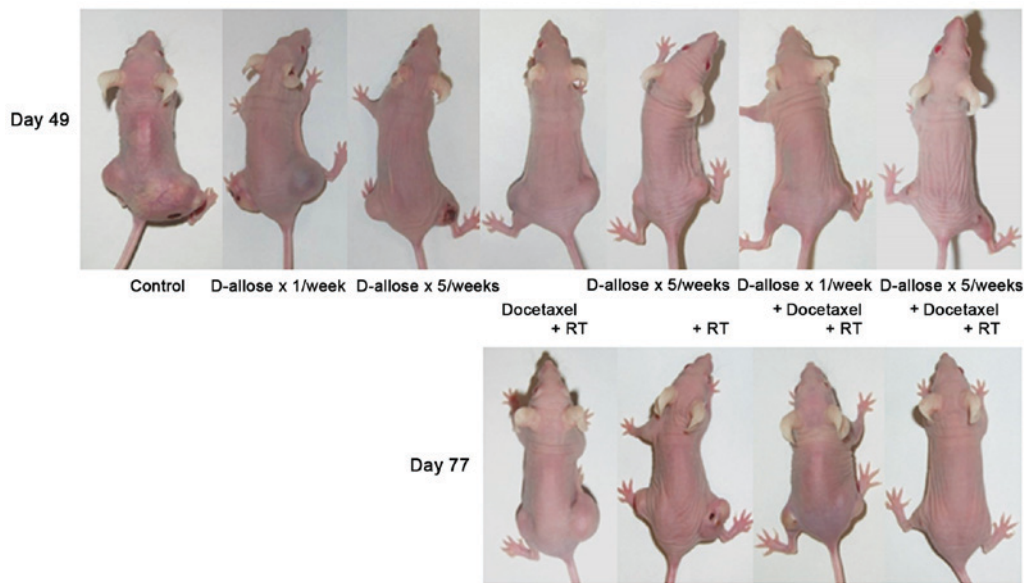 Day 49
Control
D-allose x 1/week
D-allose x 5/weeks
Docetaxel
+ RT
D-allose x 5/weeks
+ RT
D-allose x 1/week
+ Docetaxel
+ RT
D-allose x 5/weeks
+ Docetaxel
+ RT
Day 77